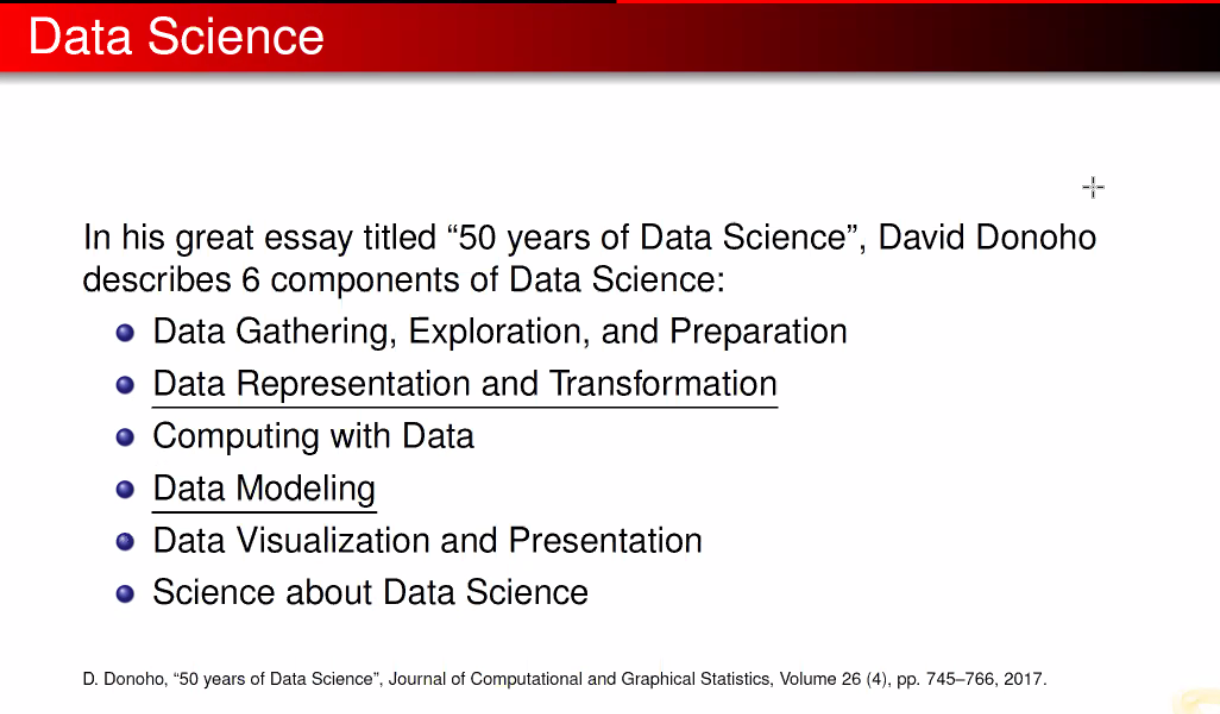 Data Science
In his great essay titled “50 years of Data Science”, David Donoho
describes 6 components of Data Science:
Data Gathering, Exploration, and Preparation
Data Representation and Transformation
Computing with Data
Data Modeling
Data Visualization and Presentation
Science about Data Science
D. Donoho, “50 years of Data Science”, Journal of Computational and Graphical Statistics, Volume 26 (4), pp. 745–766, 2017.